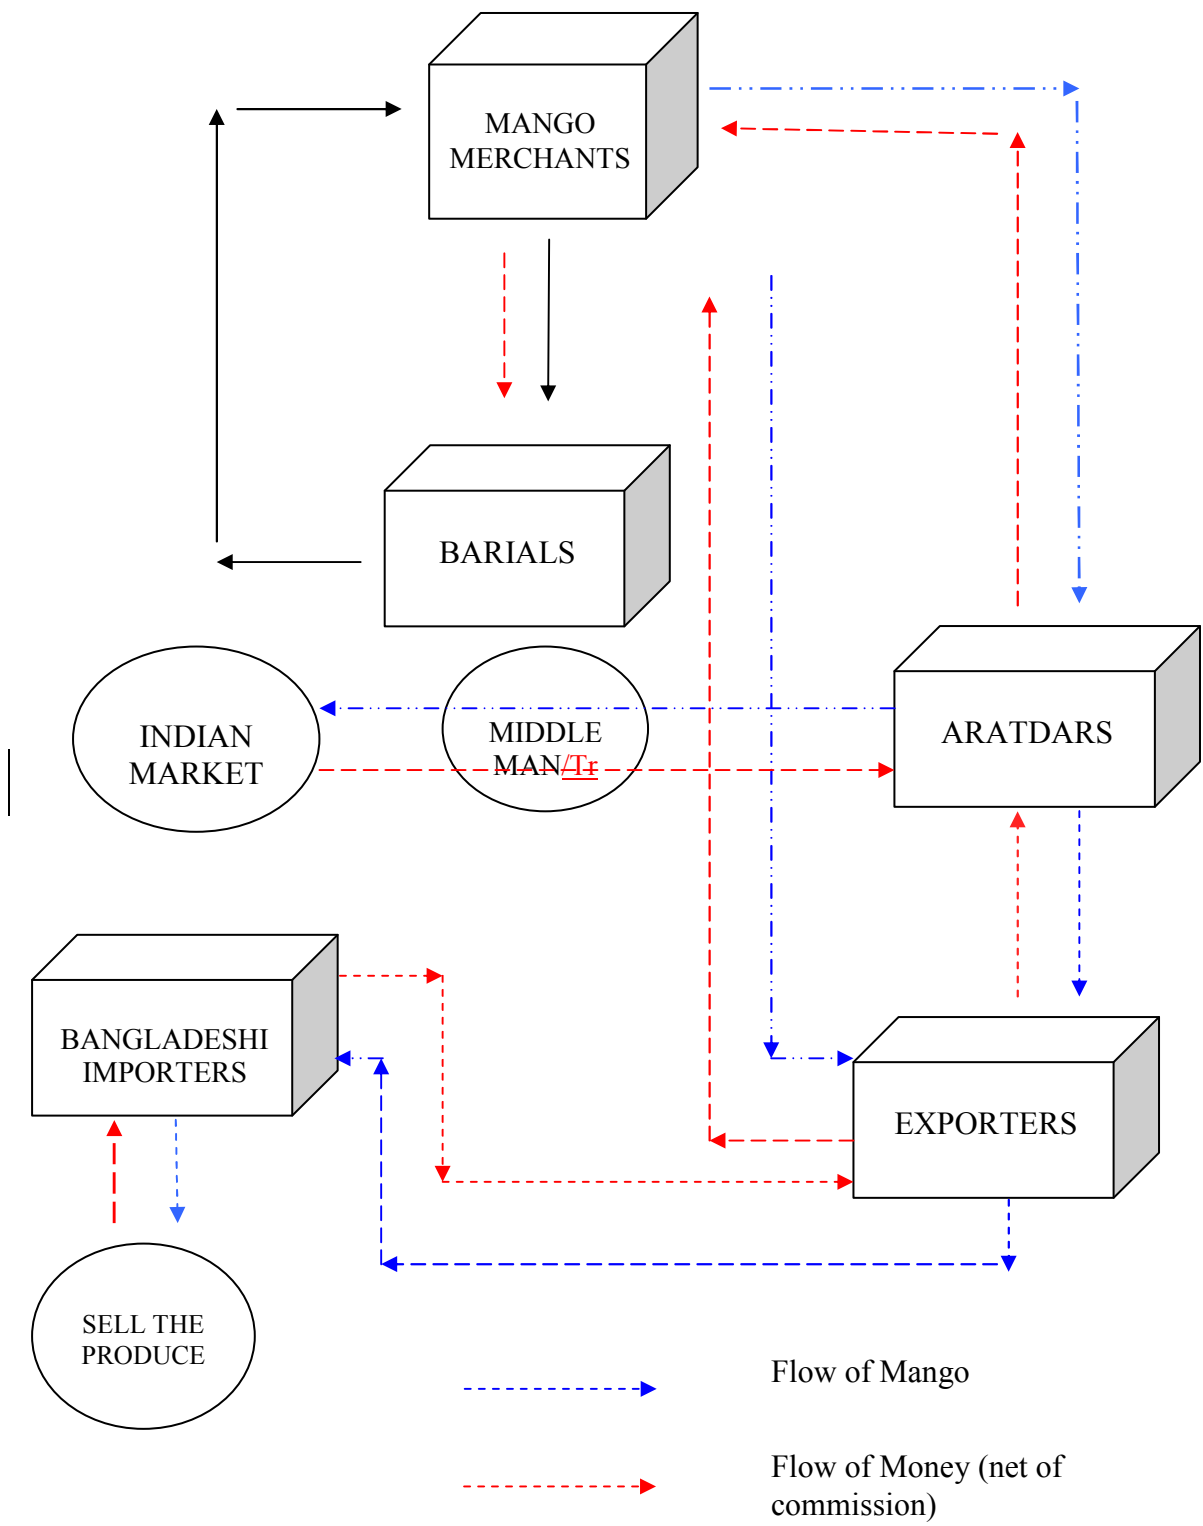 MANGO
MERCHANTS
BARIALS
INDIAN
MARKET
MIDDLE
MAN/Tr
ARATDARS
BANGLADESHI
IMPORTERS
EXPORTERS
SELL THE
PRODUCE
Flow of Mango
Flow of Money (net of
commission)